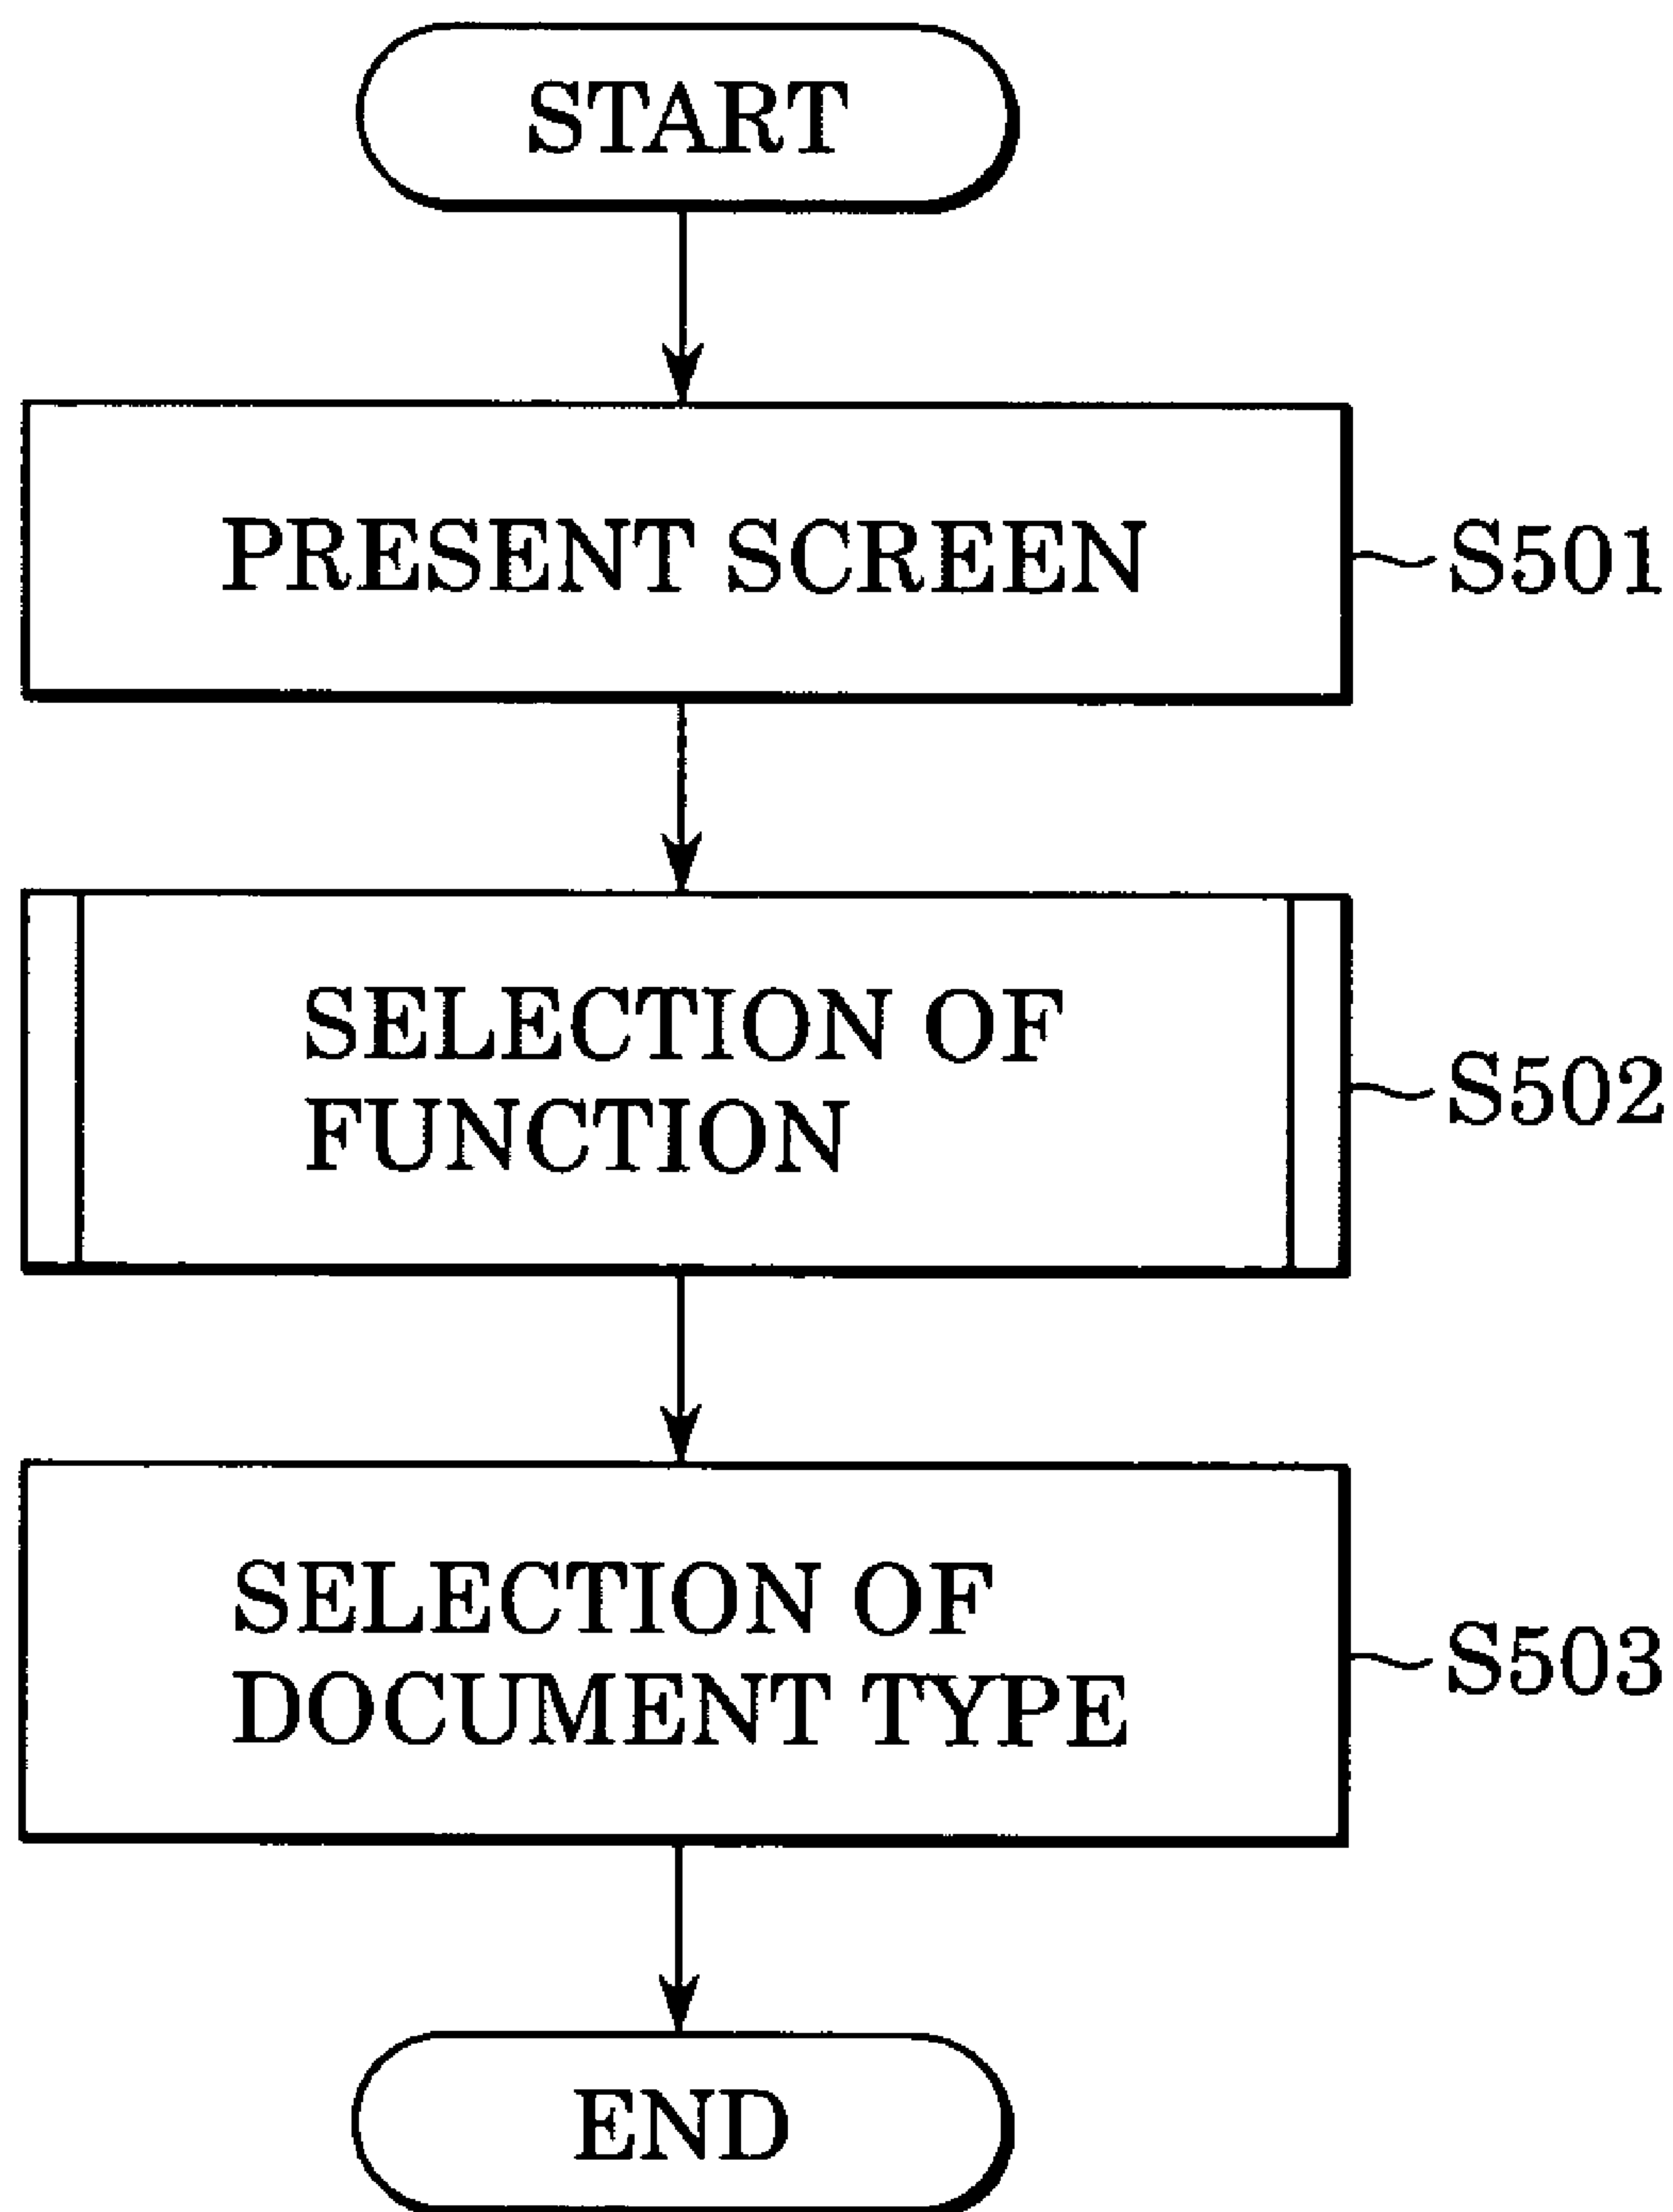 START
PRESENT SCREEN
S501
SELECTION OF
FUNCTION
S502
SELECTION OF
DOCUMENT TYPE
S503
END